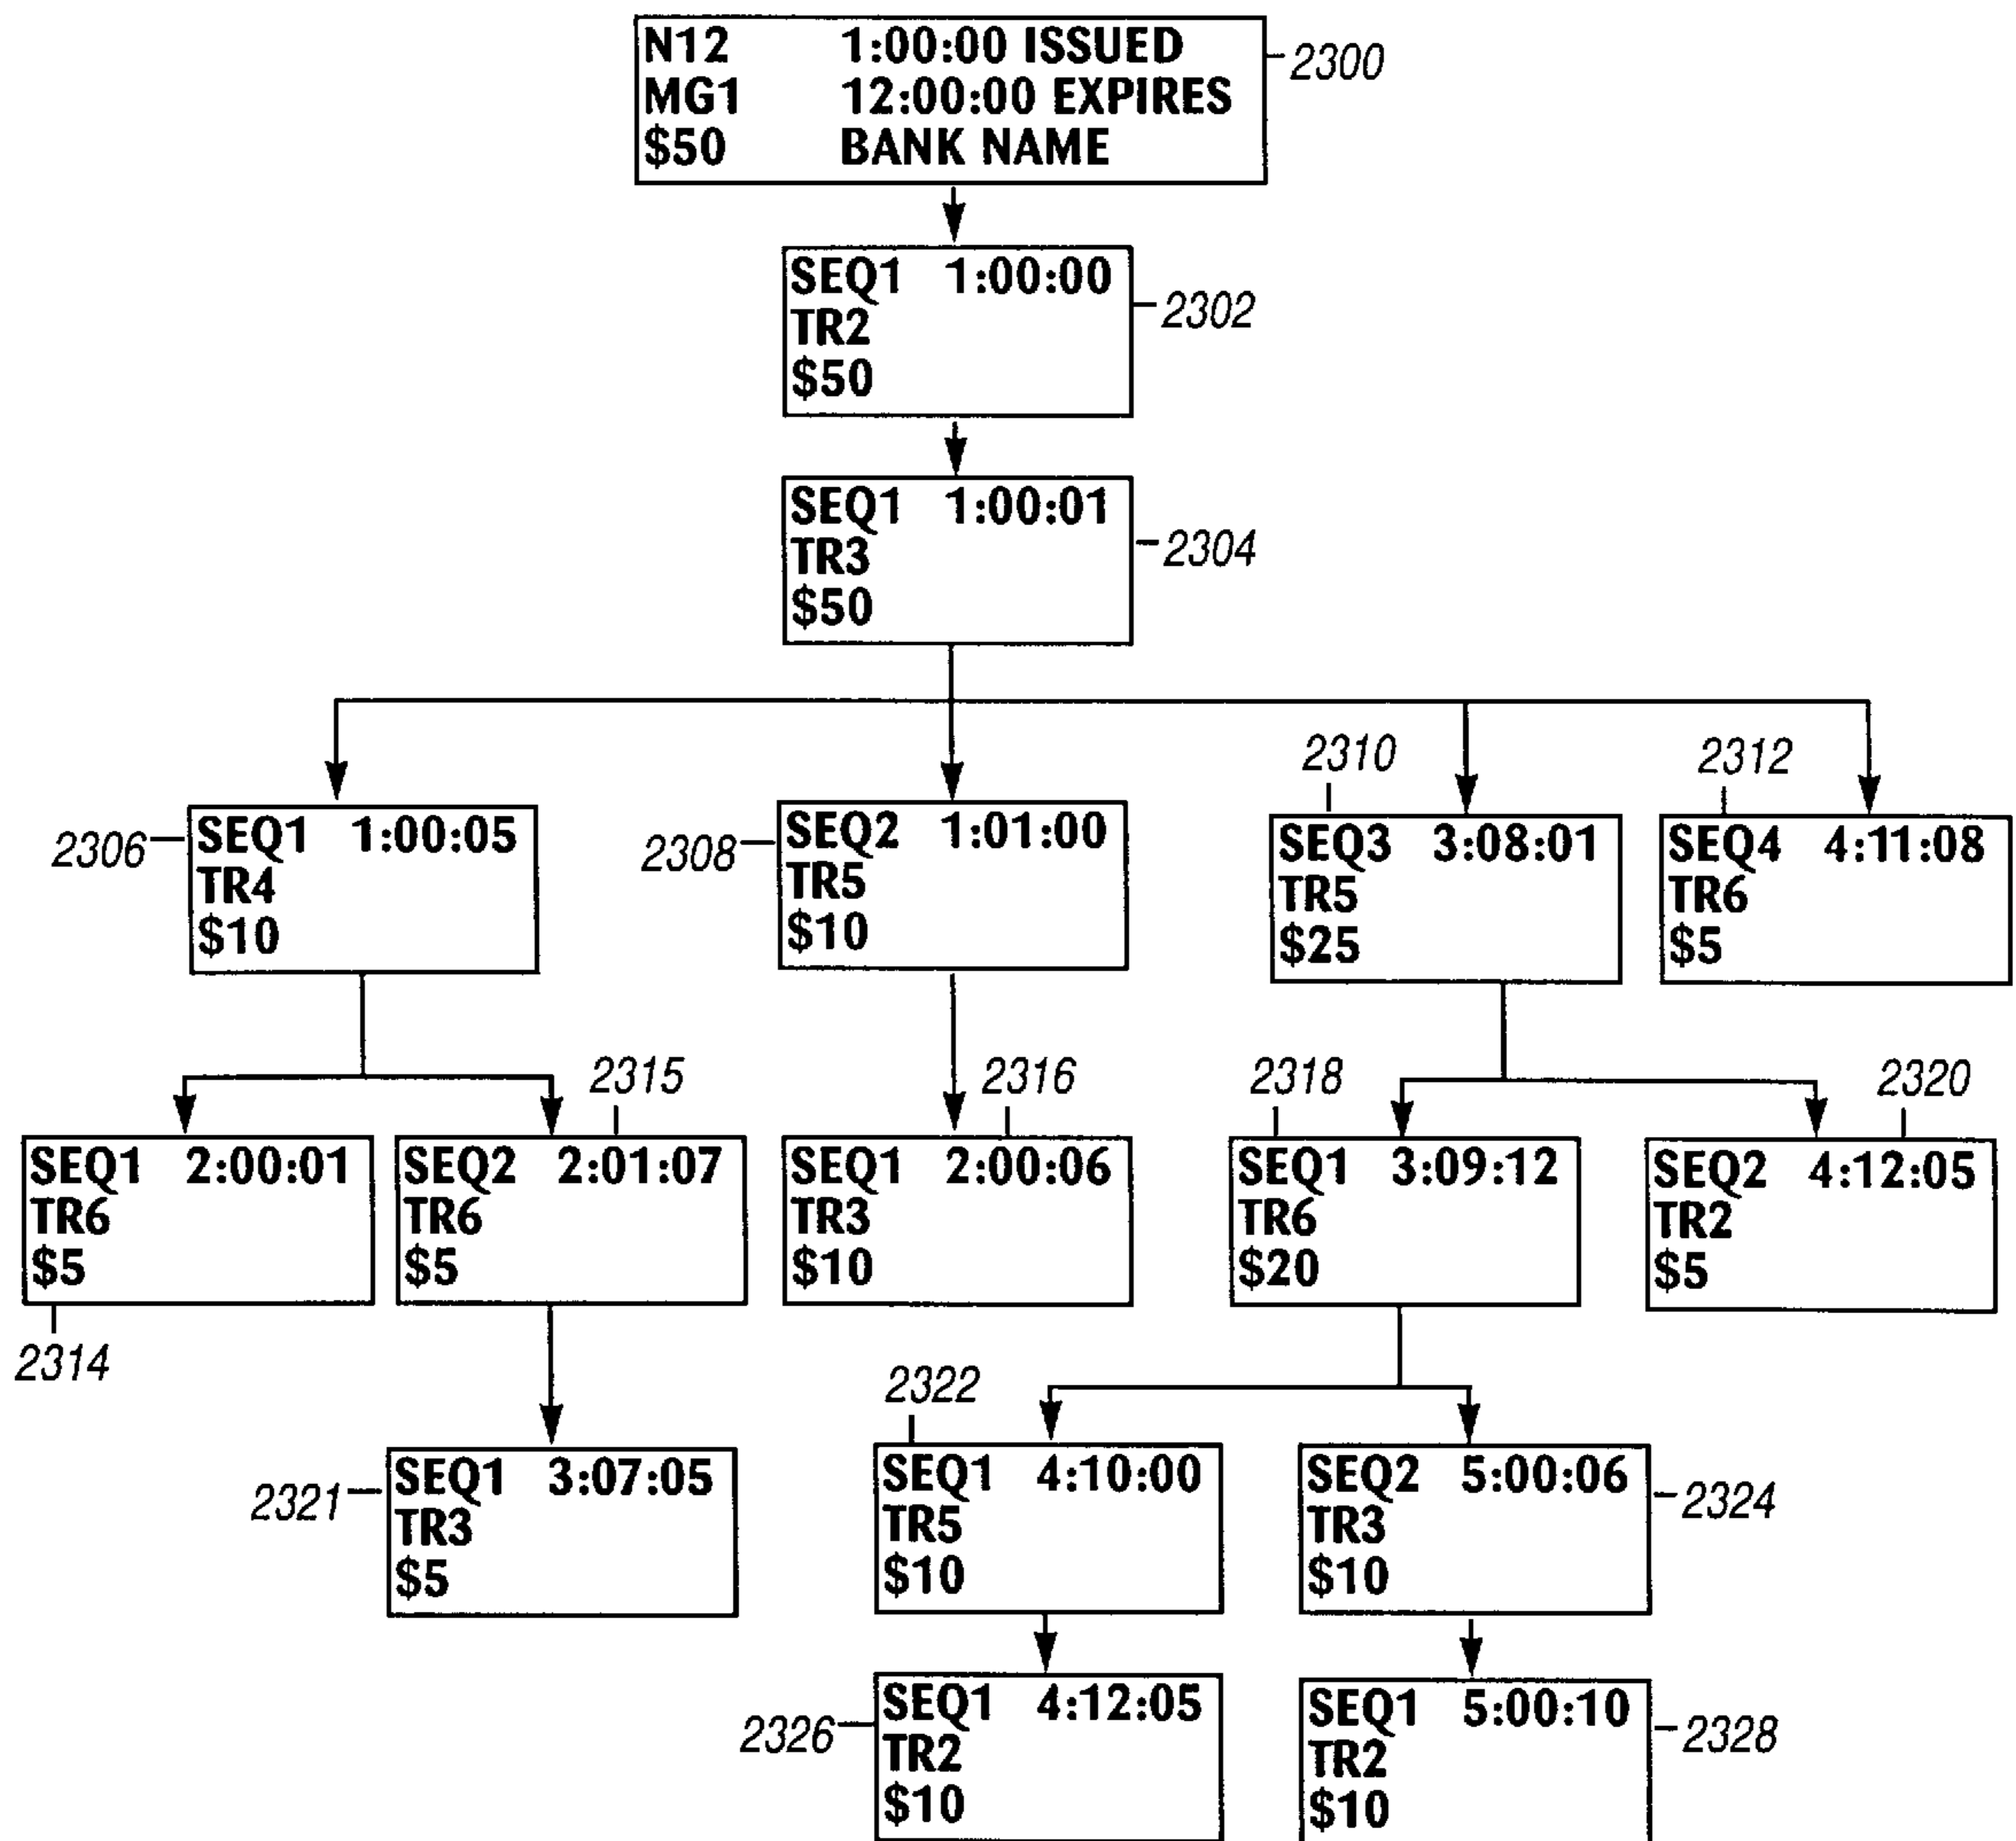 N12 1:00:00 ISSUED
MG1 12:00:00 EXPIRES
$50 BANK NAME
2300
SEQ1 1:00:00
TR2
$50
2302
SEQ1 1:00:01
TR3
$50
2304
2306
SEQ1 1:00:05
TR4
$10
2308
SEQ2 1:01:00
TR5
$10
2310
SEQ3 3:08:01
TR5
$25
2312
SEQ4 4:11:08
TR6
$5
SEQ1 2:00:01
TR6
$5
2314
2315
SEQ2 2:01:07
TR6
$5
2316
SEQ1 2:00:06
TR3
$10
2318
SEQ1 3:09:12
TR6
$20
2320
SEQ2 4:12:05
TR2
$5
2321
SEQ1 3:07:05
TR3
$5
2322
SEQ1 4:10:00
TR5
$10
SEQ2 5:00:06
TR3
$10
2324
2326
SEQ1 4:12:05
TR2
$10
SEQ1 5:00:10
TR2
$10
2328